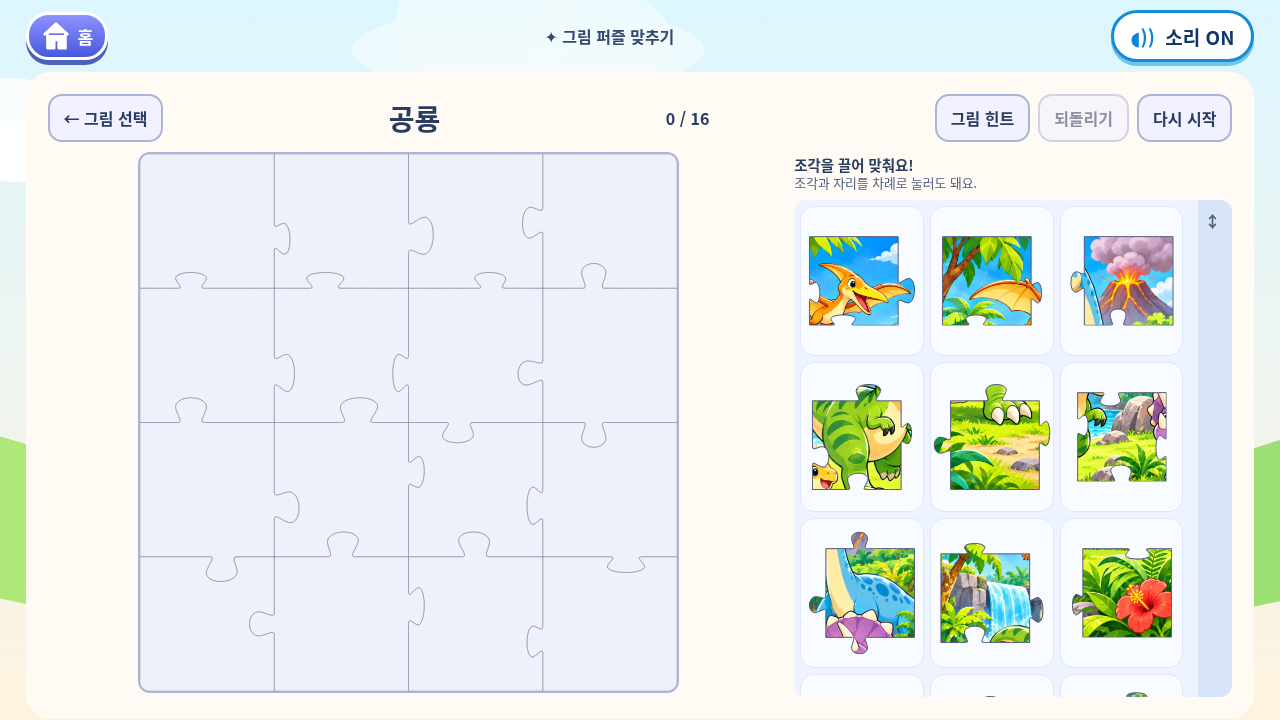 홈
✦ 그림 퍼즐 맞추기
소리 ON
← 그림 선택
공룡
0 / 16
그림 힌트
되돌리기
다시 시작
조각을 끌어 맞춰요!
조각과 자리를 차례로 눌러도 돼요.